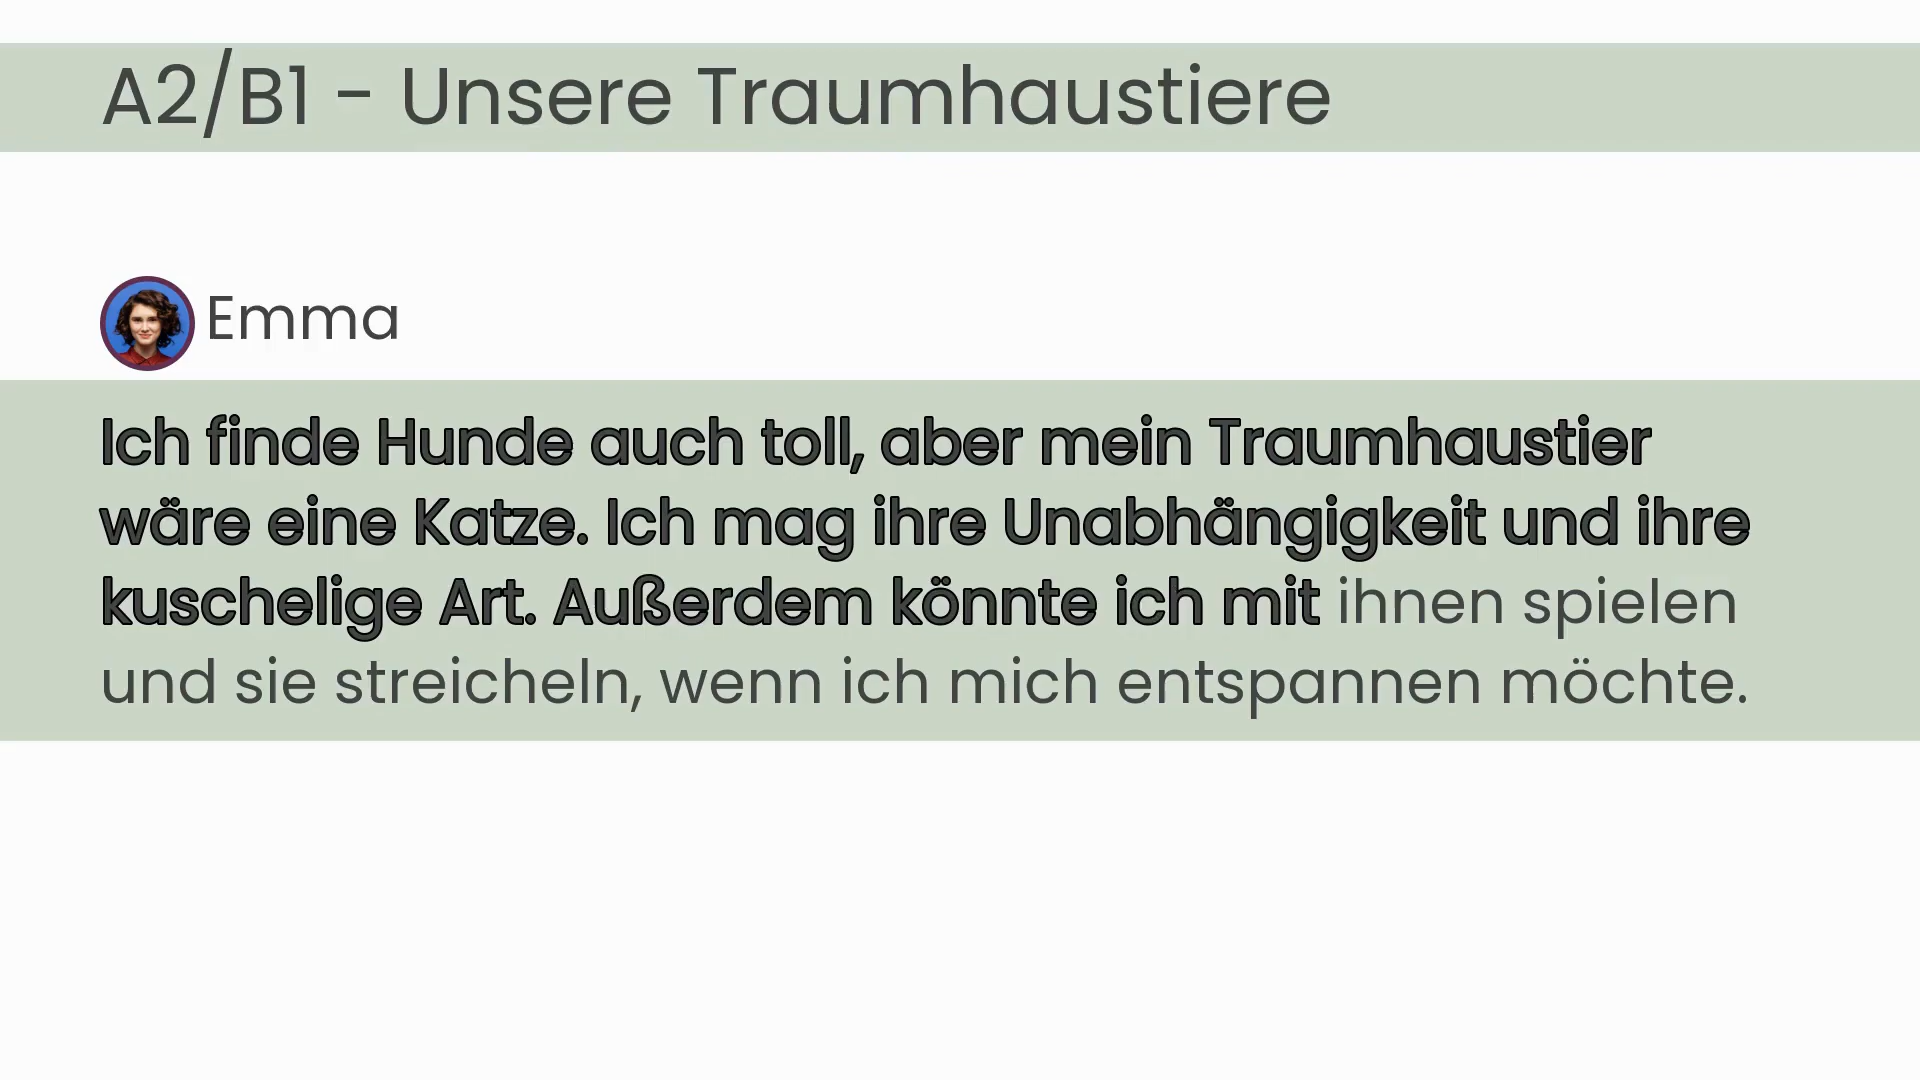 A2/B1 - Unsere Traumhaustiere
Emma
Ich finde Hunde auch toll, aber mein Traumhaustier
wäre eine Katze. Ich mag ihre Unabhängigkeit und ihre
kuschelige Art. Außerdem könnte ich mit ihnen spielen
und sie streicheln, wenn ich mich entspannen möchte.